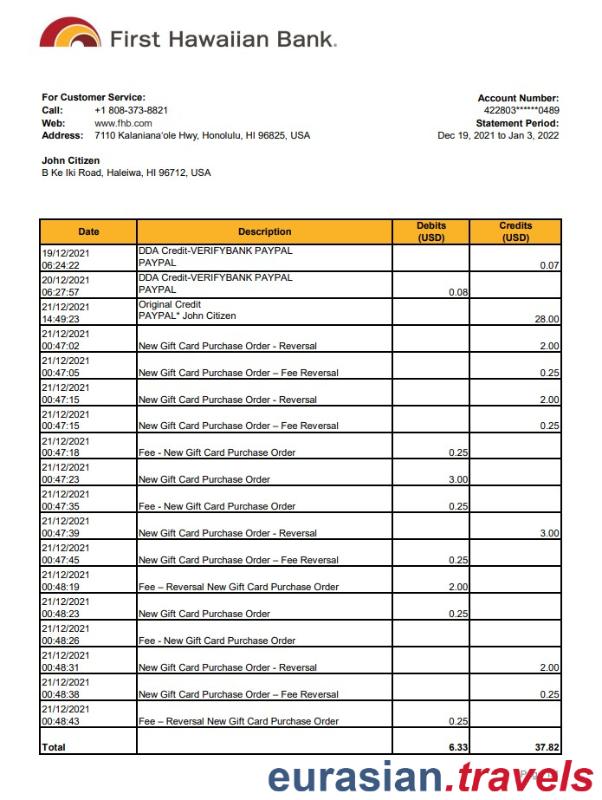 First Hawaiian Bank.
For Customer Service:
Call: +1 808-373-8821
Web: www.fhb.com
Address: 7110 Kalaniana'ole Hwy, Honolulu, HI 96825, USA
Account Number:
422803******0489
Statement Period:
Dec 19, 2021 to Jan 3, 2022
John Citizen
B Ke Iki Road, Haleiwa, HI 96712, USA
Date Description Debits (USD) Credits (USD)
19/12/2021 DDA Credit-VERIFYBANK PAYPAL
06:24:22 PAYPAL 0.07
20/12/2021 DDA Credit-VERIFYBANK PAYPAL
06:27:57 PAYPAL 0.08
21/12/2021 Original Credit
14:49:23 PAYPAL* John Citizen 28.00
21/12/2021
00:47:02 New Gift Card Purchase Order - Reversal 2.00
21/12/2021
00:47:05 New Gift Card Purchase Order – Fee Reversal 0.25
21/12/2021
00:47:15 New Gift Card Purchase Order - Reversal 2.00
21/12/2021
00:47:15 New Gift Card Purchase Order – Fee Reversal 0.25
21/12/2021
00:47:18 Fee - New Gift Card Purchase Order 0.25
21/12/2021
00:47:23 New Gift Card Purchase Order 3.00
21/12/2021
00:47:35 Fee - New Gift Card Purchase Order 0.25
21/12/2021
00:47:39 New Gift Card Purchase Order - Reversal 3.00
21/12/2021
00:47:45 New Gift Card Purchase Order – Fee Reversal 0.25
21/12/2021
00:48:19 Fee – Reversal New Gift Card Purchase Order 2.00
21/12/2021
00:48:23 New Gift Card Purchase Order 0.25
21/12/2021
00:48:26 Fee - New Gift Card Purchase Order
21/12/2021
00:48:31 New Gift Card Purchase Order - Reversal 2.00
21/12/2021
00:48:38 New Gift Card Purchase Order – Fee Reversal 0.25
21/12/2021
00:48:43 Fee – Reversal New Gift Card Purchase Order 0.25
Total 6.33 37.82
eurasian.travels